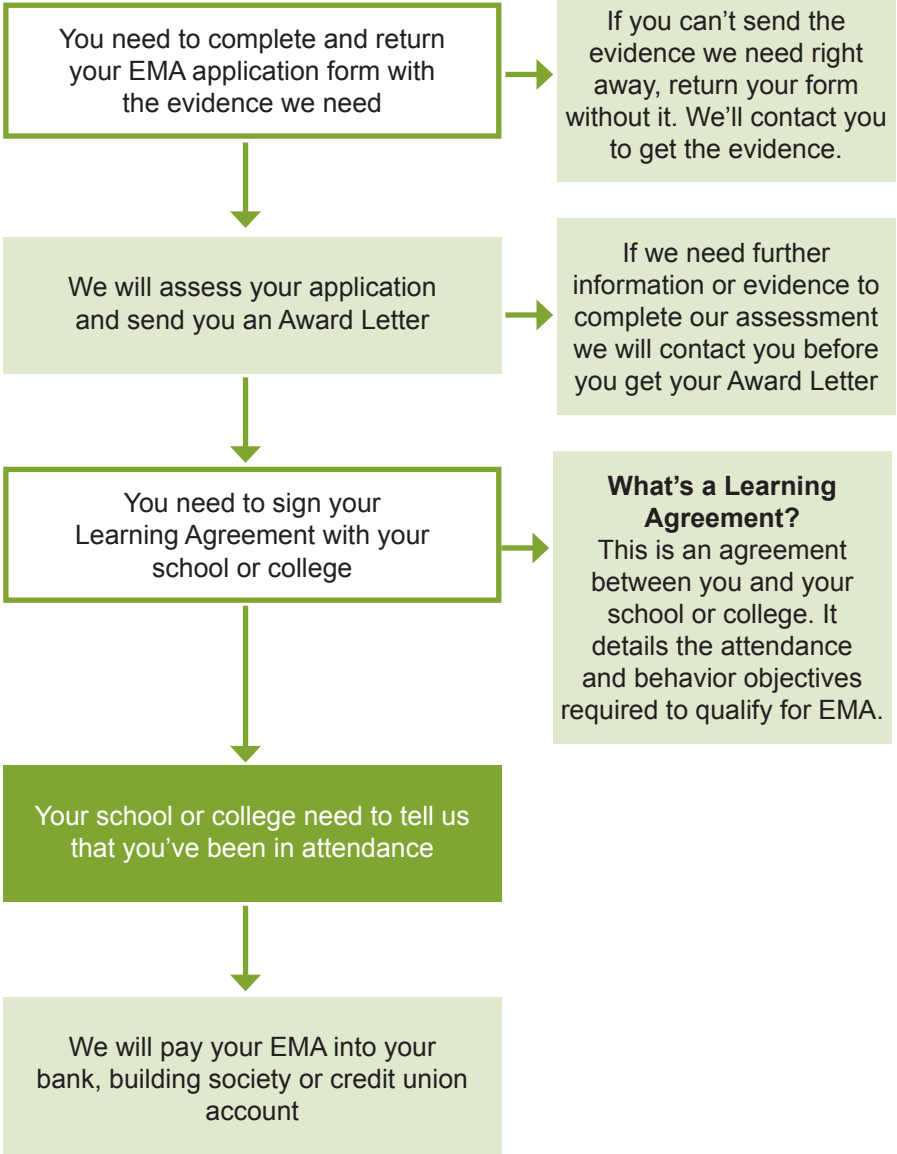 You need to complete and return
your EMA application form with
the evidence we need
If you can’t send the
evidence we need right
away, return your form
without it. We’ll contact you
to get the evidence.
We will assess your application
and send you an Award Letter
If we need further
information or evidence to
complete our assessment
we will contact you before
you get your Award Letter
You need to sign your
Learning Agreement with your
school or college
What’s a Learning
Agreement?
This is an agreement
between you and your
school or college. It
details the attendance
and behavior objectives
required to qualify for EMA.
Your school or college need to tell us
that you’ve been in attendance
We will pay your EMA into your
bank, building society or credit union
account